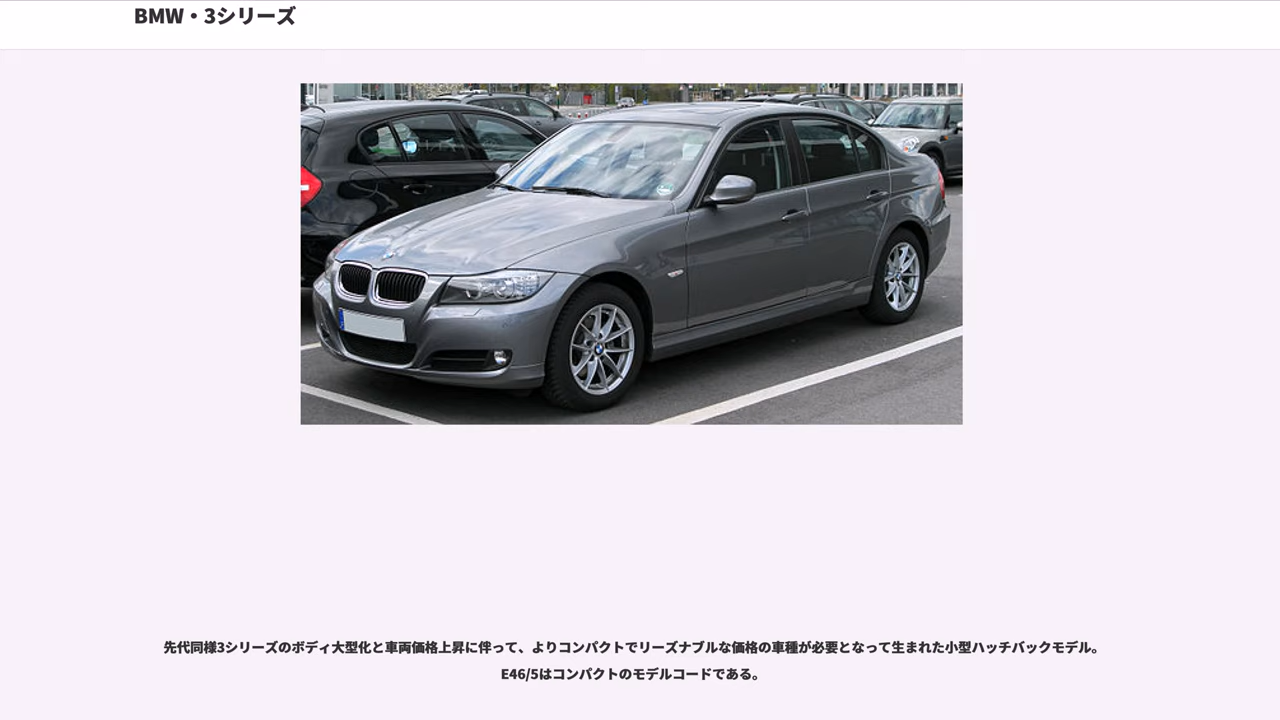 BMW・3シリーズ
先代同様3シリーズのボディ大型化と車両価格上昇に伴って、よりコンパクトでリーズナブルな価格の車種が必要となって生まれた小型ハッチバックモデル。
E46/5はコンパクトのモデルコードである。